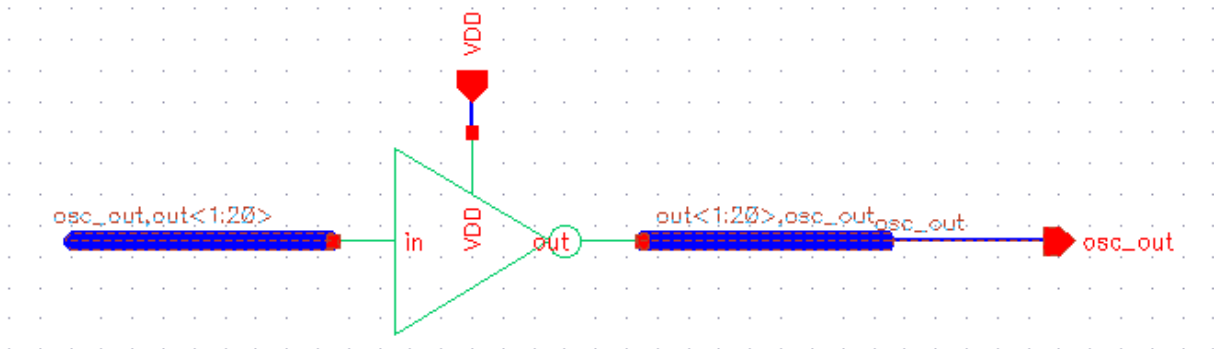 VDD
osc_out,out<1:20>
in
VDD
out
out<1:20>,osc_out
osc_out
osc_out